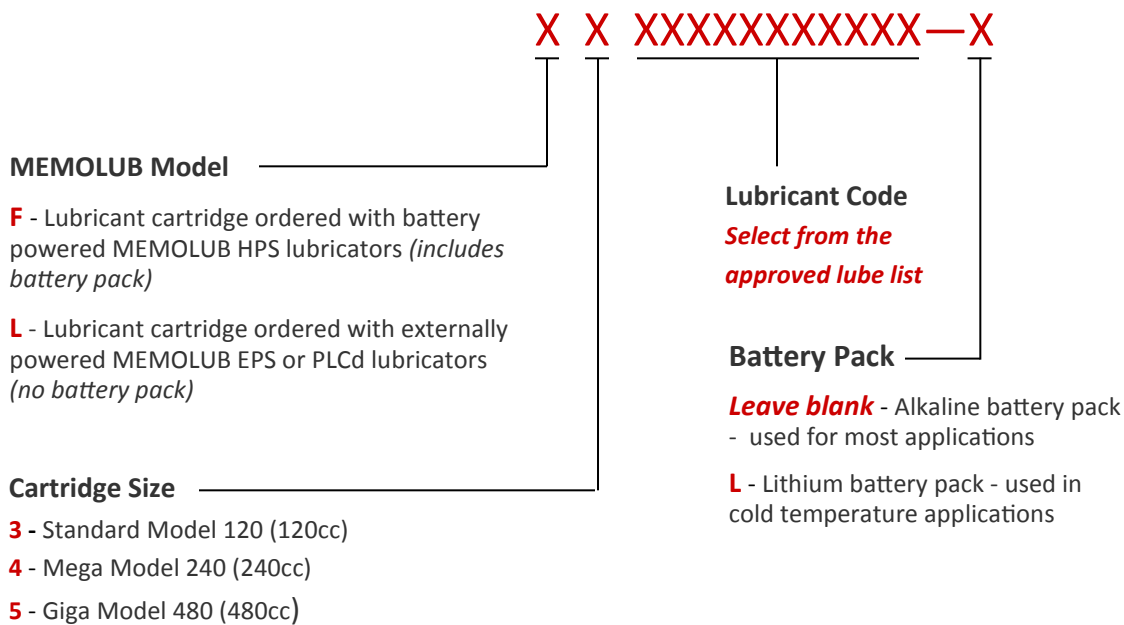 X X XXXXXXXXXXX—X
MEMOLUB Model
F - Lubricant cartridge ordered with battery
powered MEMOLUB HPS lubricators (includes
battery pack)
L - Lubricant cartridge ordered with externally
powered MEMOLUB EPS or PLCd lubricators
(no battery pack)
Cartridge Size
3 - Standard Model 120 (120cc)
4 - Mega Model 240 (240cc)
5 - Giga Model 480 (480cc)
Lubricant Code
Select from the
approved lube list
Battery Pack
Leave blank - Alkaline battery pack
- used for most applications
L - Lithium battery pack - used in
cold temperature applications